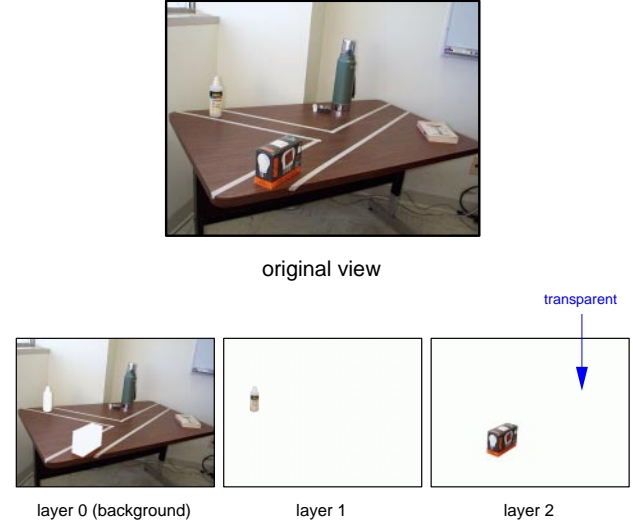 original view
transparent
layer 0 (background)
layer 1
layer 2